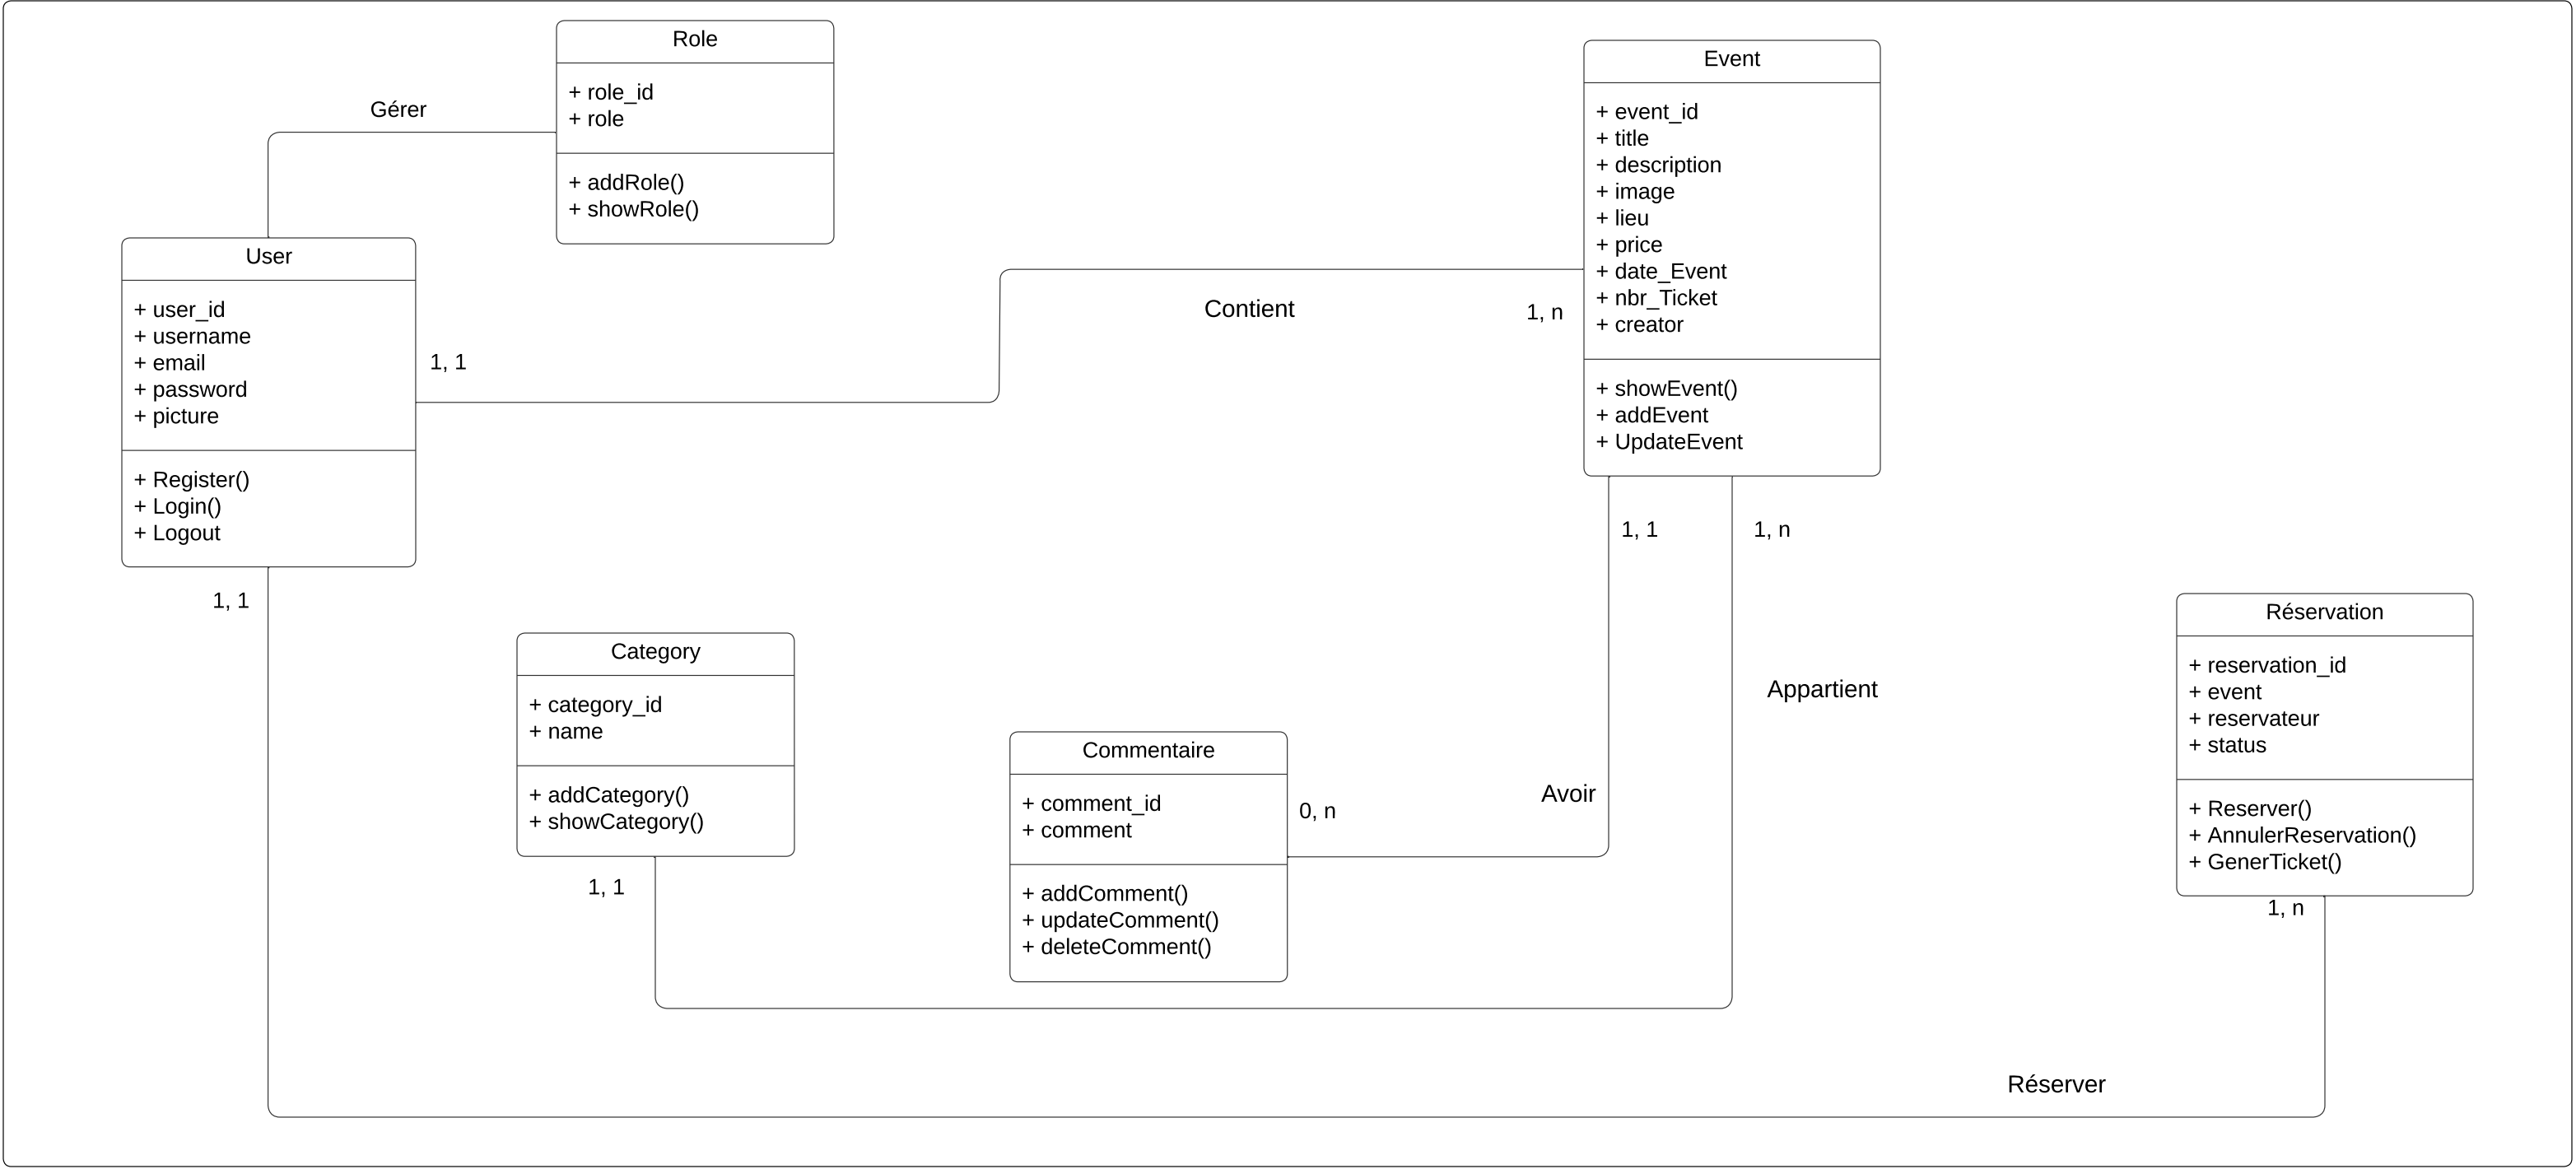 Role
+ role_id
+ role
+ addRole()
+ showRole()
Gérer
User
+ user_id
+ username
+ email
+ password
+ picture
+ Register()
+ Login()
+ Logout
1, 1
Contient
1, n
Event
+ event_id
+ title
+ description
+ image
+ lieu
+ price
+ date_Event
+ nbr_Ticket
+ creator
+ showEvent()
+ addEvent
+ UpdateEvent
1, 1
1, n
1, 1
Category
+ category_id
+ name
+ addCategory()
+ showCategory()
1, 1
Commentaire
+ comment_id
+ comment
+ addComment()
+ updateComment()
+ deleteComment()
0, n
Avoir
Appartient
Réservation
+ reservation_id
+ event
+ reservateur
+ status
+ Reserver()
+ AnnulerReservation()
+ GenerTicket()
1, n
Réserver